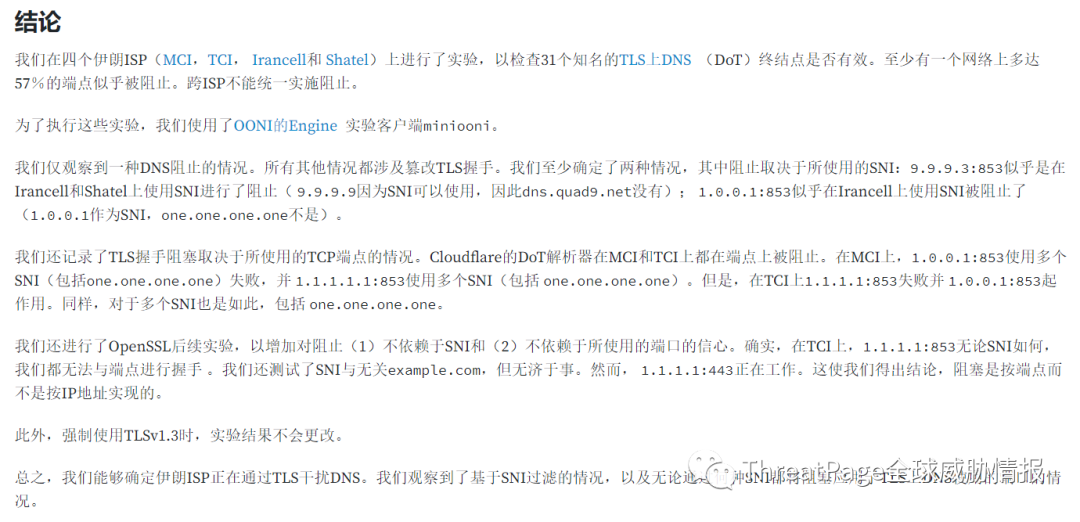 结论
我们在四个伊朗ISP（MCI，TCI， Irancell和 Shatel）上进行了实验，以检查31个知名的TLS上DNS （DoT）终结点是否有效。至少有一个网络上多达
57％的端点似乎被阻止。跨ISP不能统一实施阻止。
为了执行这些实验，我们使用了OONI的Engine 实验客户端miniooni。
我们仅观察到一种DNS阻止的情况。所有其他情况都涉及篡改TLS握手。我们至少确定了两种情况，其中阻止取决于所使用的SNI：9.9.9.3:853似乎是在
Irancell和Shatel上使用SNI进行了阻止（ 9.9.9.9因为SNI可以使用，因此dns.quad9.net没有）； 1.0.0.1:853似乎在Irancell上使用SNI被阻止了
（1.0.0.1作为SNI，one.one.one.one不是）。
我们还记录了TLS握手阻塞取决于所使用的TCP端点的情况。Cloudflare的DoT解析器在MCI和TCI上都在端点上被阻止。在MCI上，1.0.0.1:853使用多个
SNI（包括one.one.one.one）失败，并 1.1.1.1.1:853使用多个SNI（包括 one.one.one.one）。但是，在TCI上1.1.1.1:853失败并 1.0.0.1:853起
作用。同样，对于多个SNI也是如此，包括 one.one.one.one。
我们还进行了OpenSSL后续实验，以增加对阻止（1）不依赖于SNI和（2）不依赖于所使用的端口的信心。确实，在TCI上，1.1.1.1:853无论SNI如何，
我们都无法与端点进行握手 。我们还测试了SNI与无关example.com，但无济于事。然而， 1.1.1.1:443正在工作。这使我们得出结论，阻塞是按端点而
不是按IP地址实现的。
此外，强制使用TLSv1.3时，实验结果不会更改。
总之，我们能够确定伊朗ISP正在通过TLS干扰DNS。我们观察到了基于SNI过滤的情况，以及无论
况。
ThreatPage全球威胁情报